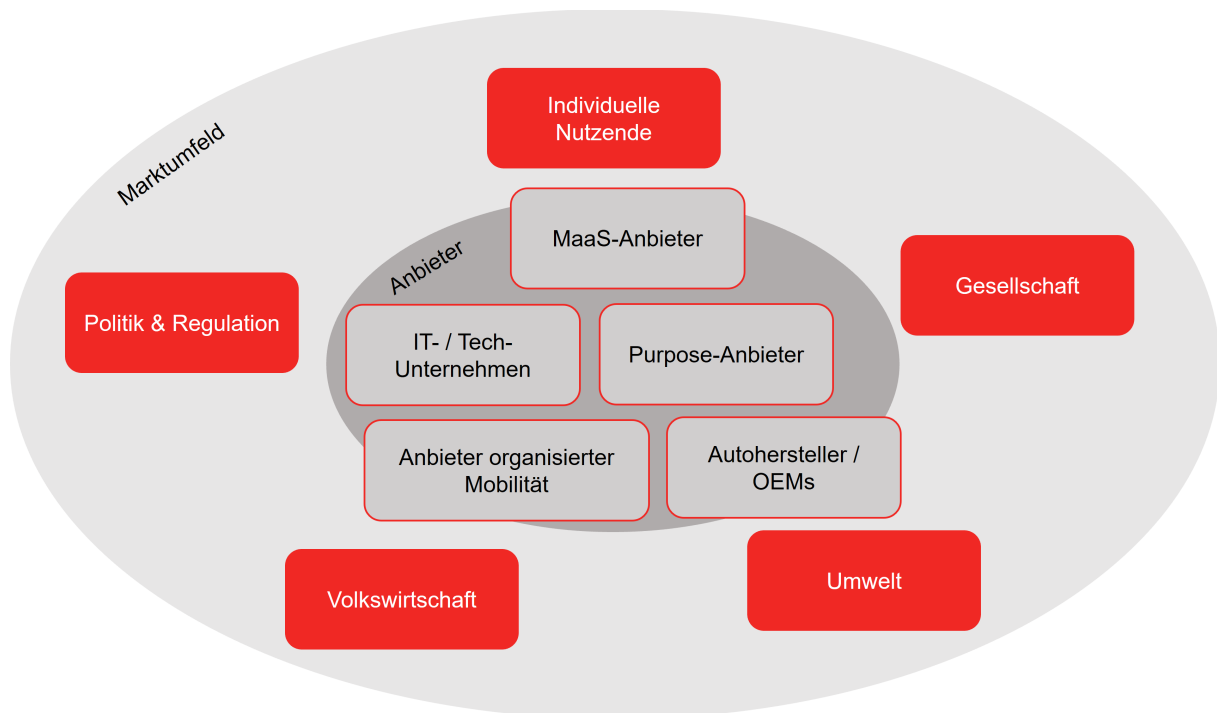 Individuelle
Nutzende
Marktumfeld
MaaS-Anbieter
Anbieter
Gesellschaft
Politik & Regulation
IT- / Tech-
Unternehmen
Purpose-Anbieter
Anbieter organisierter
Mobilität
Autohersteller /
OEMs
Volkswirtschaft
Umwelt